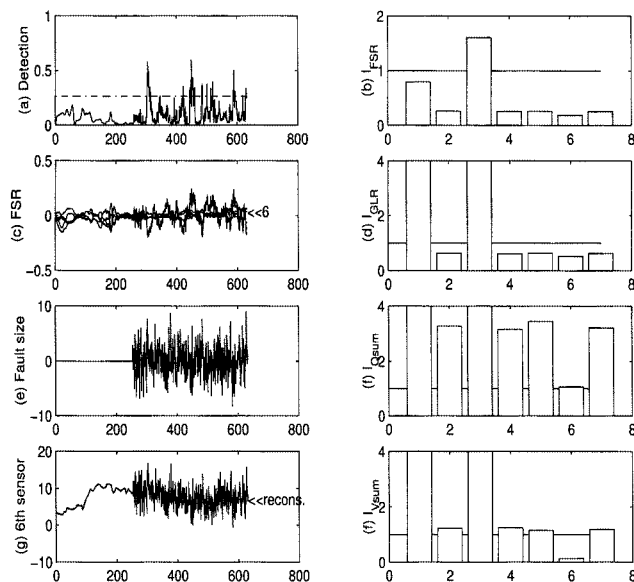 (a) Detection
1
0.5
0
0 200 400 600 800
(b) I_FSR
2
1
0
0 2 4 6 8
(c) FSR
0.5
0
-0.5
<<6
0 200 400 600 800
(d) I_GLR
4
2
0
0 2 4 6 8
(e) Fault size
10
0
-10
0 200 400 600 800
(f) I_Qsum
4
2
0
0 2 4 6 8
(g) 6th sensor
20
10
0
-10
<<recons.
0 200 400 600 800
(f) I_Vsum
4
2
0
0 2 4 6 8